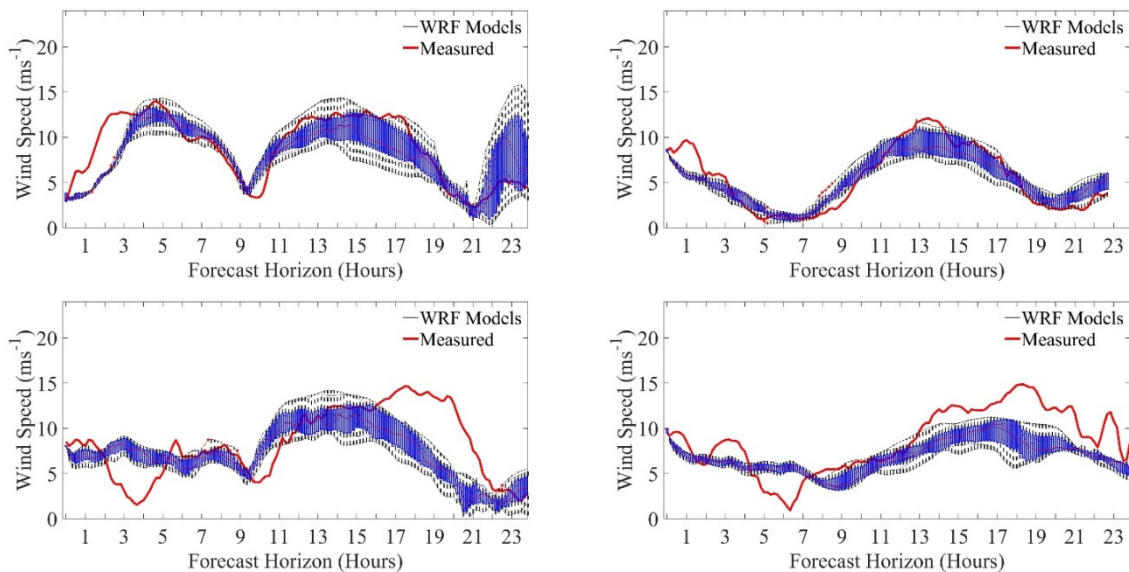 20
15
10
5
0
Wind Speed (ms-1)
WRF Models
Measured
1 3 5 7 9 11 13 15 17 19 21 23
Forecast Horizon (Hours)
20
15
10
5
0
Wind Speed (ms-1)
WRF Models
Measured
1 3 5 7 9 11 13 15 17 19 21 23
Forecast Horizon (Hours)
20
15
10
5
0
Wind Speed (ms-1)
WRF Models
Measured
1 3 5 7 9 11 13 15 17 19 21 23
Forecast Horizon (Hours)
20
15
10
5
0
Wind Speed (ms-1)
WRF Models
Measured
1 3 5 7 9 11 13 15 17 19 21 23
Forecast Horizon (Hours)